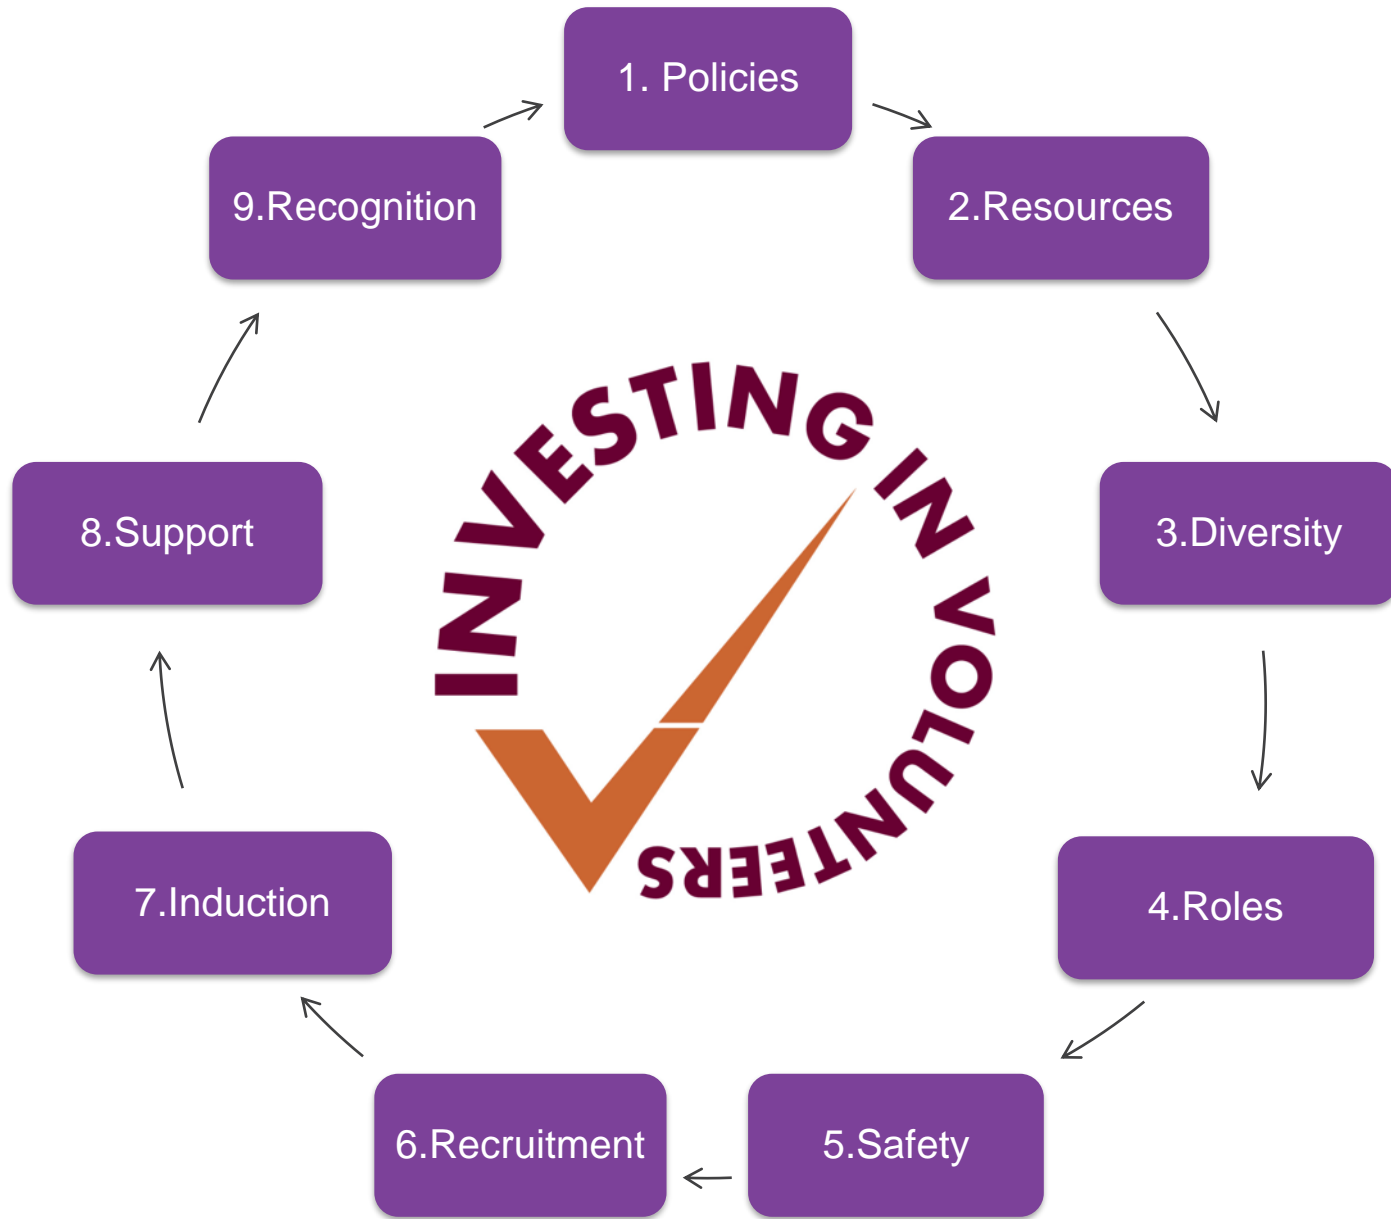 1. Policies
2.Resources
3.Diversity
4.Roles
5.Safety
6.Recruitment
7.Induction
8.Support
9.Recognition
INVESTING IN VOLUNTEERS